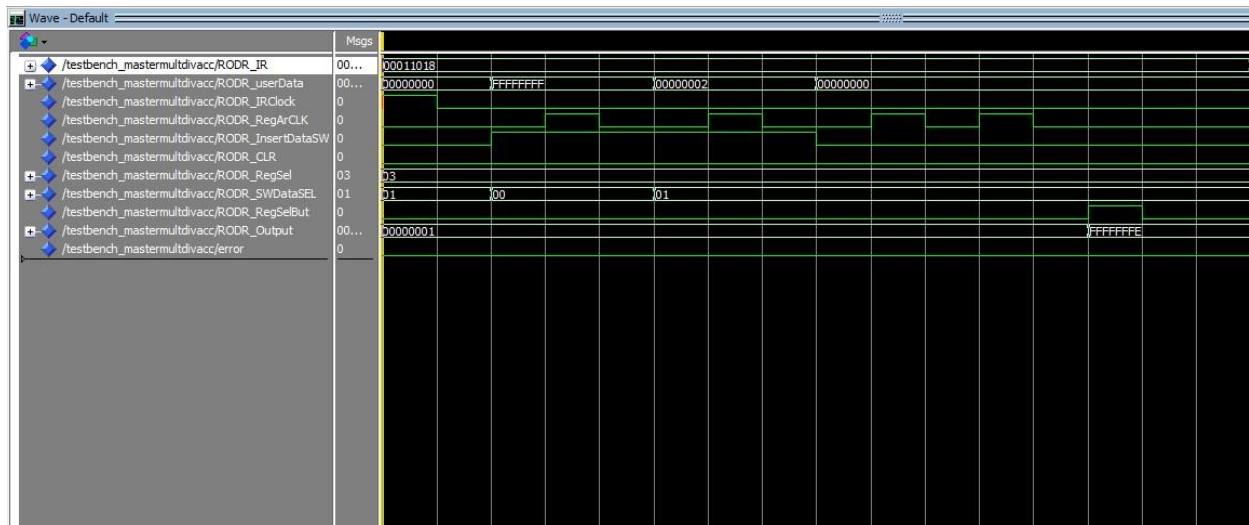 Wave - Default
Msgs
/testbench_mastermultdivacc/RODR_IR 00... 00011018
/testbench_mastermultdivacc/RODR_userData 00... 00000000 FFFFFFFF 00000002 00000000
/testbench_mastermultdivacc/RODR_IRClock 0
/testbench_mastermultdivacc/RODR_RegArCLK 0
/testbench_mastermultdivacc/RODR_InsertDataSW 0
/testbench_mastermultdivacc/RODR_CLR 0
/testbench_mastermultdivacc/RODR_RegSel 03 03
/testbench_mastermultdivacc/RODR_SWDataSEL 01 01 00 01
/testbench_mastermultdivacc/RODR_RegSelBut 0
/testbench_mastermultdivacc/RODR_Output 00... 00000001 FFFFFFFE
/testbench_mastermultdivacc/error 0